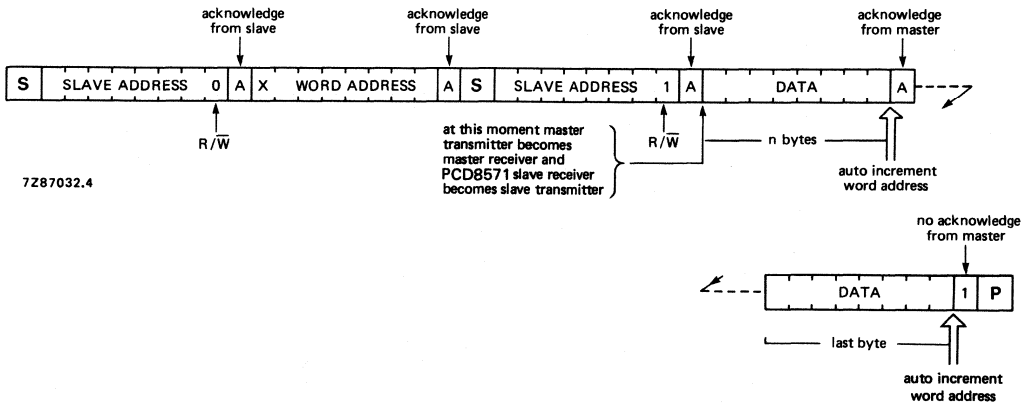 acknowledge
from slave
acknowledge
from slave
acknowledge
from slave
acknowledge
from master
S SLAVE ADDRESS 0 A X WORD ADDRESS A S SLAVE ADDRESS 1 A DATA A
R/W̅
at this moment master
transmitter becomes
master receiver and
PCD8571 slave receiver
becomes slave transmitter
R/W̅
n bytes
auto increment
word address
7Z87032.4
no acknowledge
from master
DATA 1 P
last byte
auto increment
word address